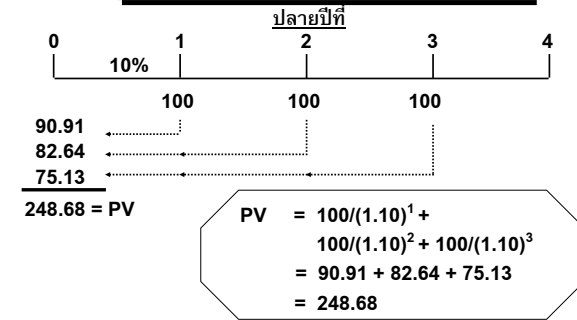 ปลายปีที่
0 1 2 3 4
10%
100 100 100
90.91
82.64
75.13
248.68 = PV
PV = 100/(1.10)¹ +
100/(1.10)² + 100/(1.10)³
= 90.91 + 82.64 + 75.13
= 248.68